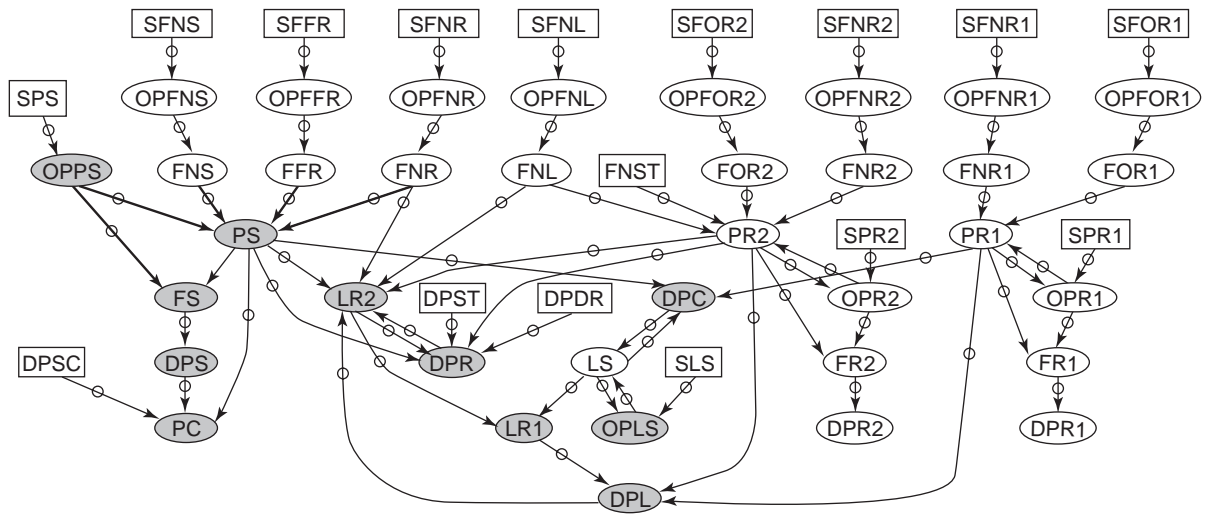 SFNS SFFR SFNR SFNL SFOR2 SFNR2 SFNR1 SFOR1
SPS OPFNS OPFFR OPFNR OPFNL OPFOR2 OPFNR2 OPFNR1 OPFOR1
OPPS FNS FFR FNR FNL FNST FOR2 FNR2 FNR1 FOR1
PS PR2 SPR2 PR1 SPR1
FS LR2 DPST DPDR DPC OPR2 OPR1
DPSC DPS DPR LS SLS FR2 FR1
PC LR1 OPLS DPR2 DPR1
DPL